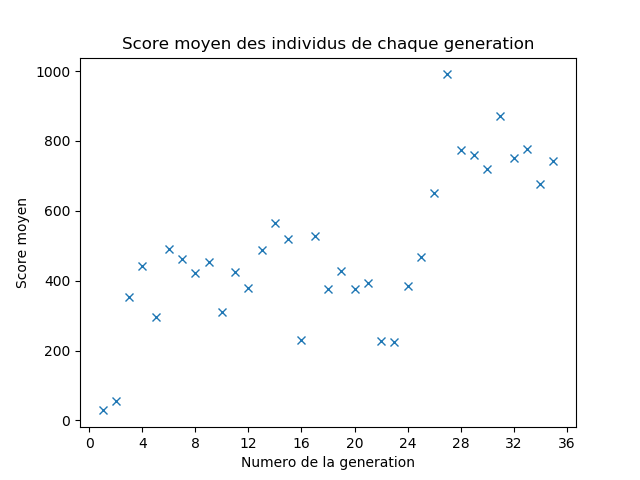 Score moyen des individus de chaque generation
1000
800
600
400
200
0
Score moyen
0 4 8 12 16 20 24 28 32 36
Numero de la generation